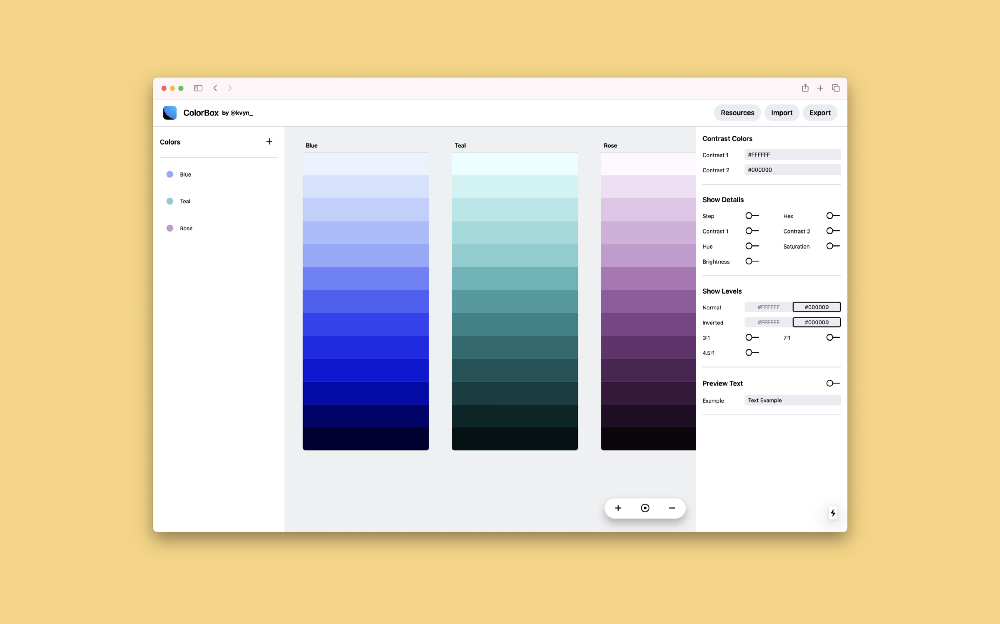 ColorBox by @kvyn_
Resources Import Export
Colors
Blue
Teal
Rose
Blue Teal Rose
Contrast Colors
Contrast 1 #FFFFFF
Contrast 2 #000000
Show Details
Step Hex
Contrast 1 Contrast 2
Hue Saturation
Brightness
Show Levels
Normal #FFFFFF #000000
Inverted #FFFFFF #000000
3:1 7:1
4.5:1
Preview Text
Example Text Example